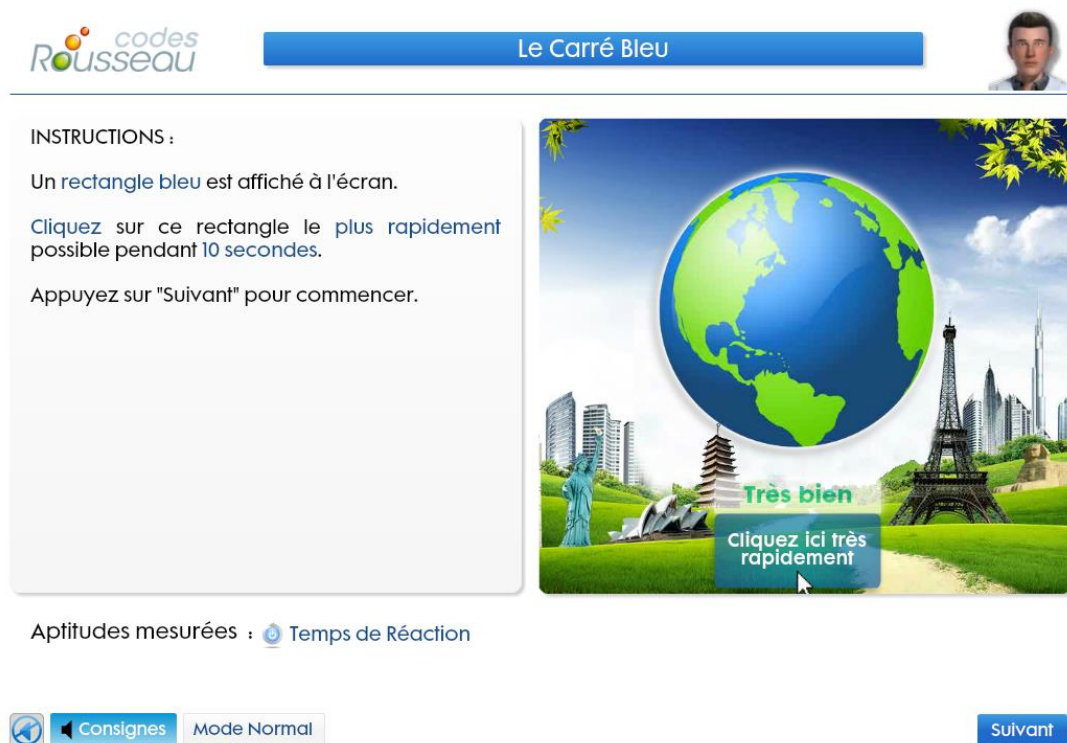 codes
Rousseau
Le Carré Bleu
INSTRUCTIONS :
Un rectangle bleu est affiché à l'écran.
Cliquez sur ce rectangle le plus rapidement
possible pendant 10 secondes.
Appuyez sur "Suivant" pour commencer.
Très bien
Cliquez ici très
rapidement
Aptitudes mesurées : Temps de Réaction
Consignes
Mode Normal
Suivant